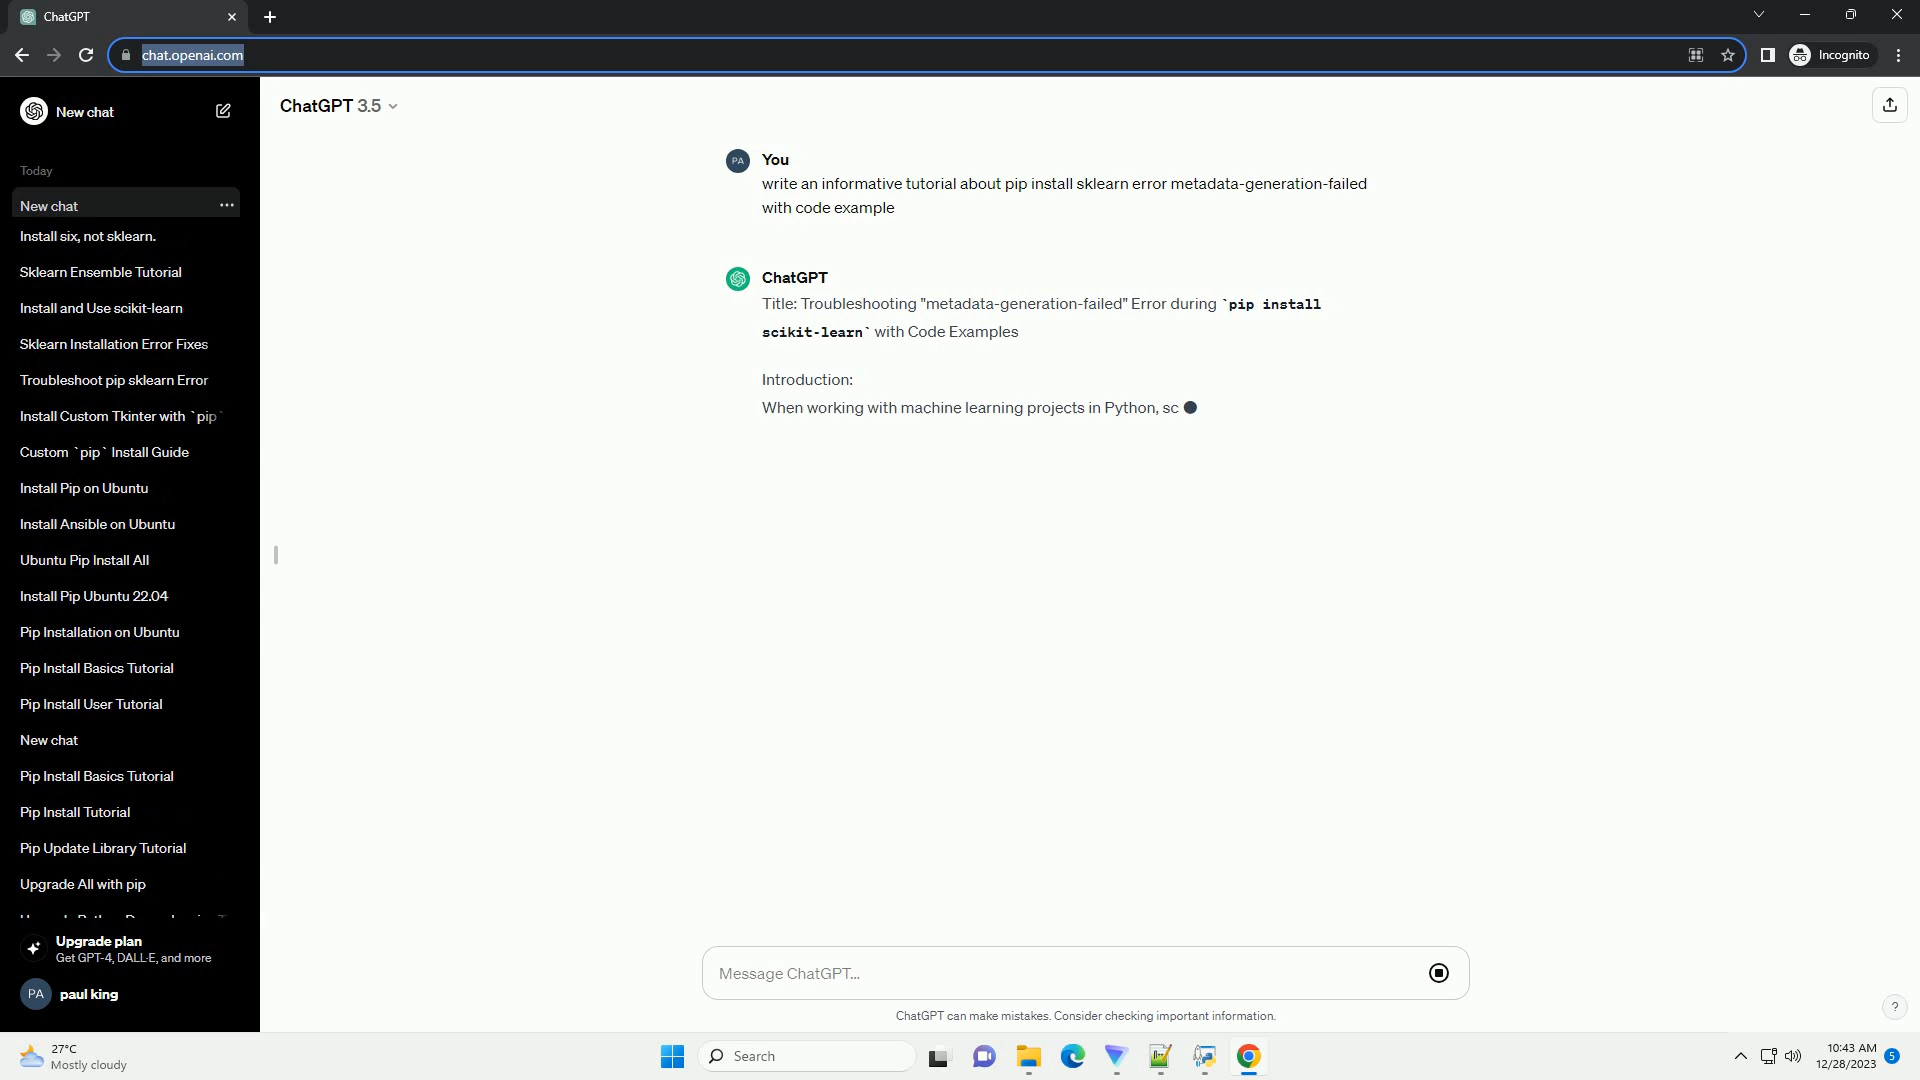 ChatGPT
chat.openai.com
Incognito
New chat
Today
New chat
Install six, not sklearn.
Sklearn Ensemble Tutorial
Install and Use scikit-learn
Sklearn Installation Error Fixes
Troubleshoot pip sklearn Error
Install Custom Tkinter with `pip`
Custom `pip` Install Guide
Install Pip on Ubuntu
Install Ansible on Ubuntu
Ubuntu Pip Install All
Install Pip Ubuntu 22.04
Pip Installation on Ubuntu
Pip Install Basics Tutorial
Pip Install User Tutorial
New chat
Pip Install Basics Tutorial
Pip Install Tutorial
Pip Update Library Tutorial
Upgrade All with pip
Upgrade plan
Get GPT-4, DALL·E, and more
PA paul king
ChatGPT 3.5
PA You
write an informative tutorial about pip install sklearn error metadata-generation-failed
with code example
ChatGPT
Title: Troubleshooting "metadata-generation-failed" Error during `pip install
scikit-learn` with Code Examples
Introduction:
When working with machine learning projects in Python, sc
Message ChatGPT...
ChatGPT can make mistakes. Consider checking important information.
?
27°C
Mostly cloudy
Search
10:43 AM
12/28/2023
5